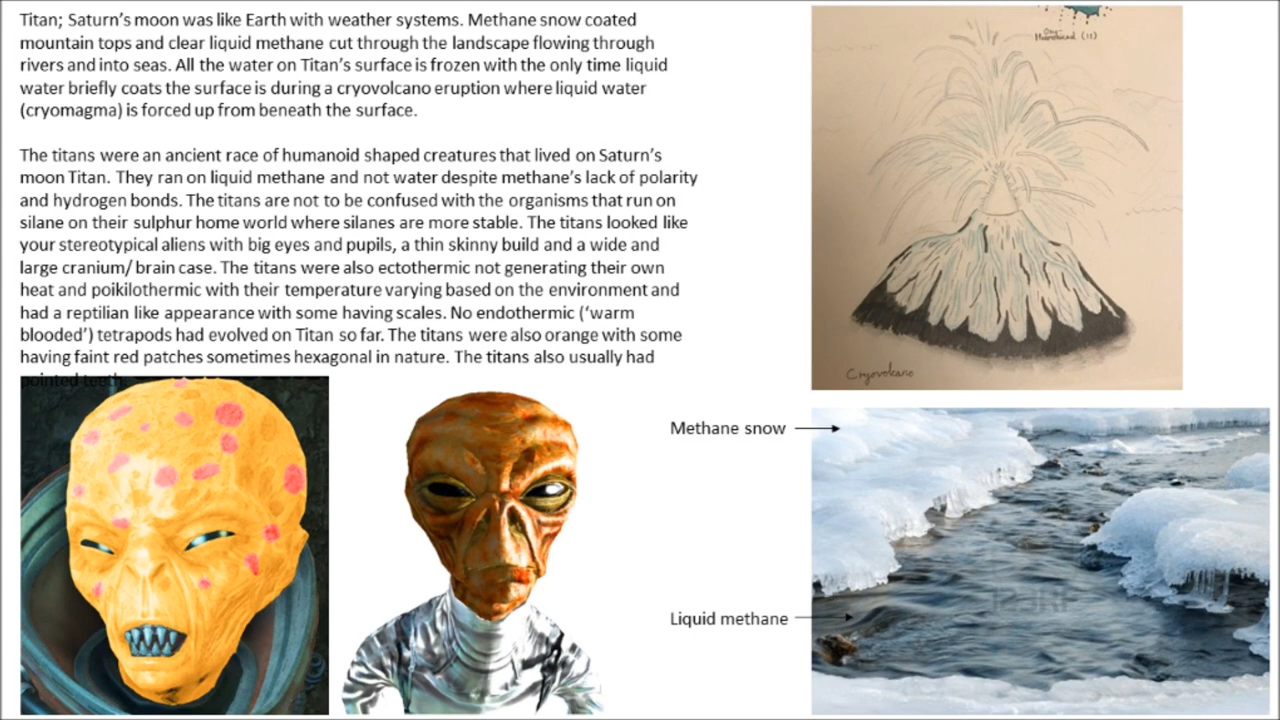 Titan; Saturn’s moon was like Earth with weather systems. Methane snow coated
mountain tops and clear liquid methane cut through the landscape flowing through
rivers and into seas. All the water on Titan’s surface is frozen with the only time liquid
water briefly coats the surface is during a cryovolcano eruption where liquid water
(cryomagma) is forced up from beneath the surface.
The titans were an ancient race of humanoid shaped creatures that lived on Saturn’s
moon Titan. They ran on liquid methane and not water despite methane’s lack of polarity
and hydrogen bonds. The titans are not to be confused with the organisms that run on
silane on their sulphur home world where silanes are more stable. The titans looked like
your stereotypical aliens with big eyes and pupils, a thin skinny build and a wide and
large cranium/ brain case. The titans were also ectothermic not generating their own
heat and poikilothermic with their temperature varying based on the environment and
had a reptilian like appearance with some having scales. No endothermic (‘warm
blooded’) tetrapods had evolved on Titan so far. The titans were also orange with some
having faint red patches sometimes hexagonal in nature. The titans also usually had
pointed teeth.
Cryovolcano
Methane snow
Liquid methane